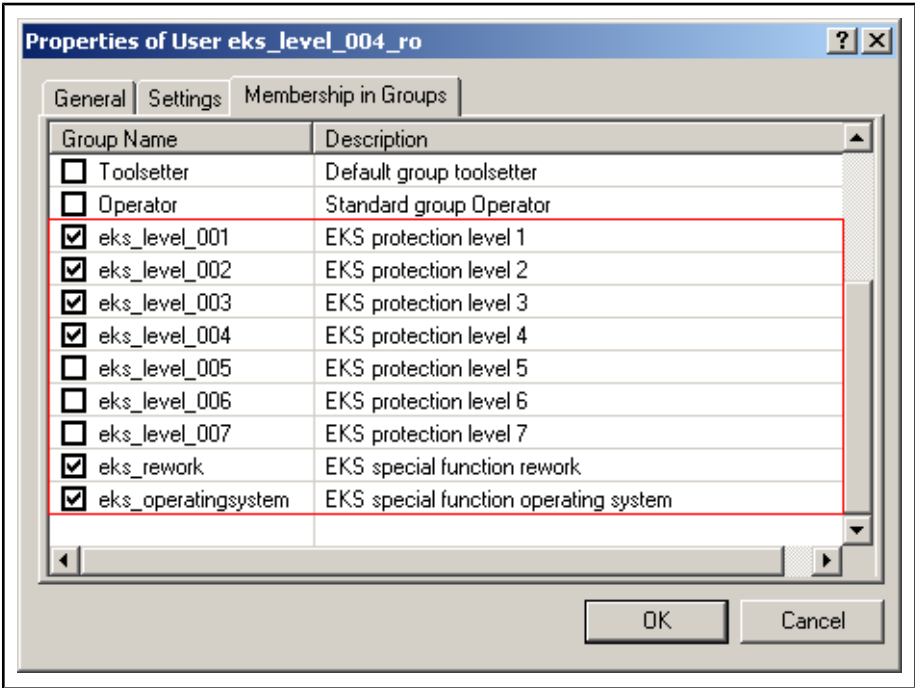 Properties of User eks_level_004_ro
General Settings Membership in Groups
Group Name Description
Toolsetter Default group toolsetter
Operator Standard group Operator
eks_level_001 EKS protection level 1
eks_level_002 EKS protection level 2
eks_level_003 EKS protection level 3
eks_level_004 EKS protection level 4
eks_level_005 EKS protection level 5
eks_level_006 EKS protection level 6
eks_level_007 EKS protection level 7
eks_rework EKS special function rework
eks_operatingsystem EKS special function operating system
OK Cancel